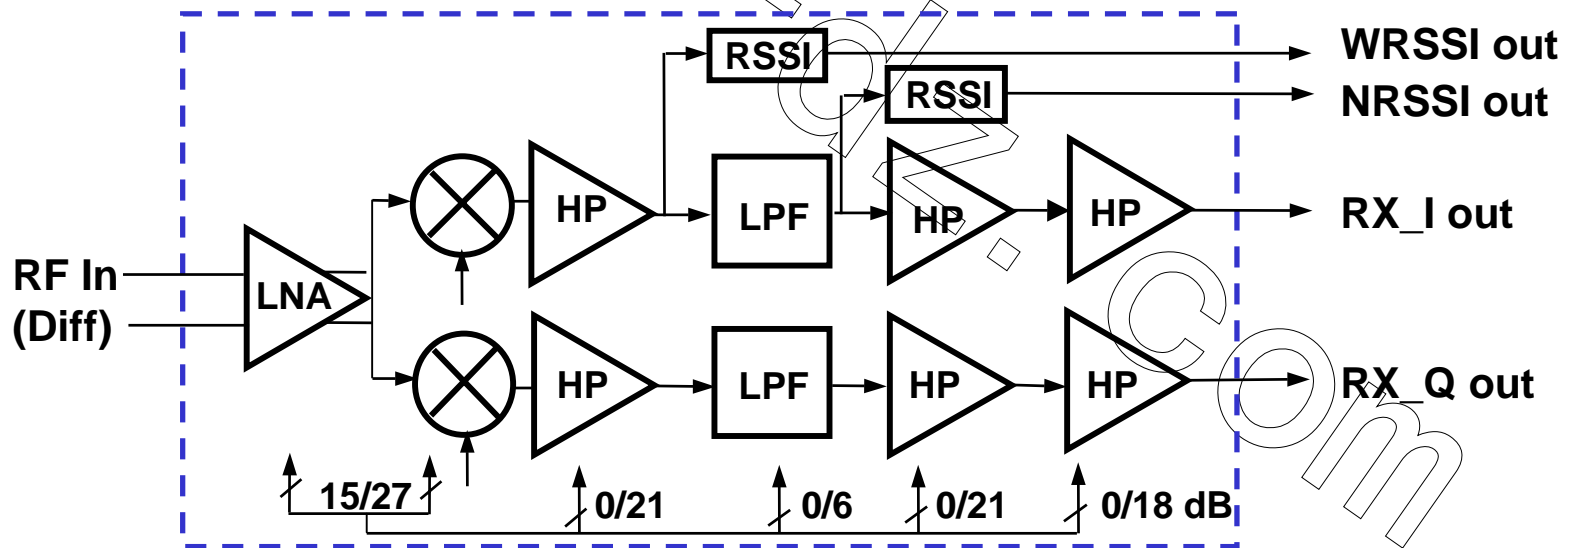 RSSI
WRSSI out
RSSI
NRSSI out
HP
LPF
HP
HP
RX_I out
RF In
(Diff)
LNA
HP
LPF
HP
HP
RX_Q out
15/27
0/21
0/6
0/21
0/18 dB